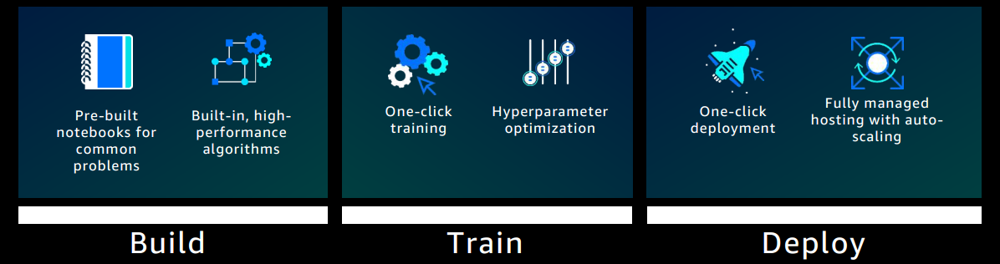 Pre-built
notebooks for
common
problems
Built-in, high-
performance
algorithms
One-click
training
Hyperparameter
optimization
One-click
deployment
Fully managed
hosting with auto-
scaling
Build
Train
Deploy